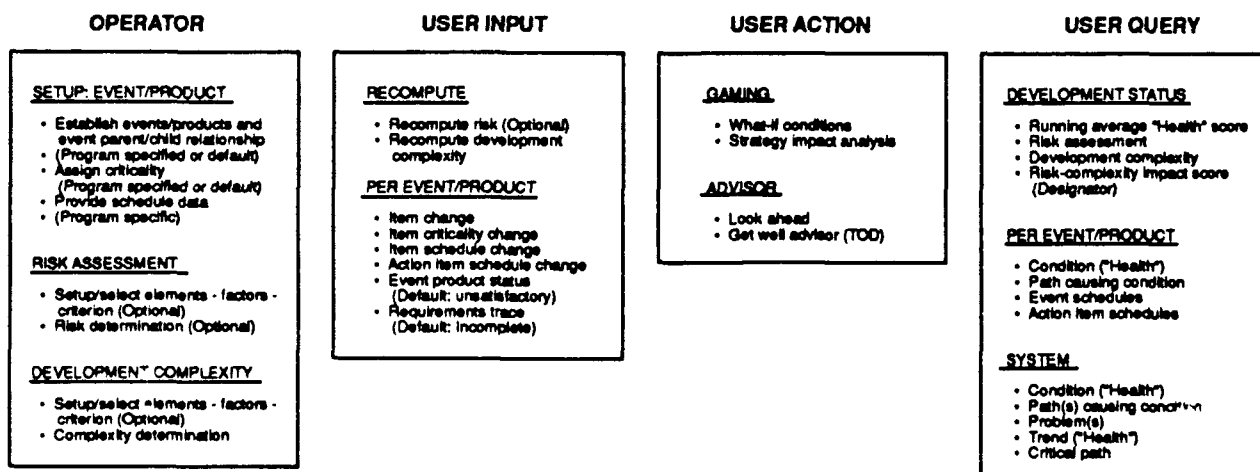 OPERATOR
SETUP: EVENT/PRODUCT
• Establish events/products and
event parent/child relationship
• (Program specified or default)
• Assign criticality
(Program specified or default)
• Provide schedule data
• (Program specific)
RISK ASSESSMENT
• Setup/select elements - factors -
criterion (Optional)
• Risk determination (Optional)
DEVELOPMENT COMPLEXITY
• Setup/select elements - factors -
criterion (Optional)
• Complexity determination
USER INPUT
RECOMPUTE
• Recompute risk (Optional)
• Recompute development
complexity
PER EVENT/PRODUCT
• Item change
• Item criticality change
• Item schedule change
• Action item schedule change
• Event product status
(Default: unsatisfactory)
• Requirements trace
(Default: Incomplete)
USER ACTION
GAMING
• What-if conditions
• Strategy impact analysis
ADVISOR
• Look ahead
• Get well advisor (TOD)
USER QUERY
DEVELOPMENT STATUS
• Running average "Health" score
• Risk assessment
• Development complexity
• Risk-complexity impact score
(Designator)
PER EVENT/PRODUCT
• Condition ("Health")
• Path causing condition
• Event schedules
• Action item schedules
SYSTEM
• Condition ("Health")
• Path(s) causing condition
• Problem(s)
• Trend ("Health")
• Critical path